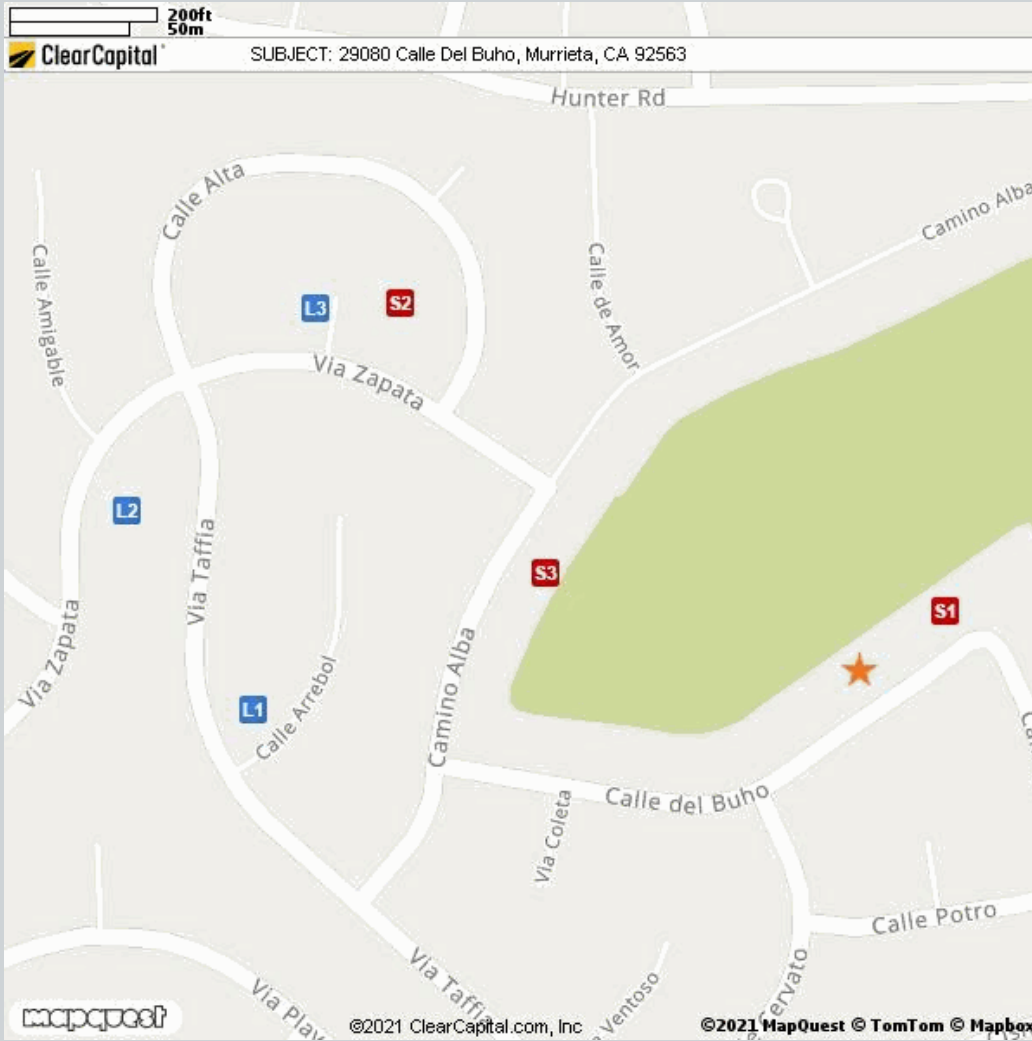 200ft
50m
ClearCapital
SUBJECT: 29080 Calle Del Buho, Murrieta, CA 92563
Hunter Rd
Calle Alta
Camino Alba
Calle Amigable
Calle de Amor
L3
S2
Via Zapata
L2
Via Taffia
S3
S1
Via Zapata
Camino Alba
L1
Calle Arrebol
Calle del Buho
Via Coleta
Calle Potro
Via Taffia
Ventoso
Via
mapquest
©2021 ClearCapital.com, Inc
©2021 MapQuest © TomTom © Mapbox